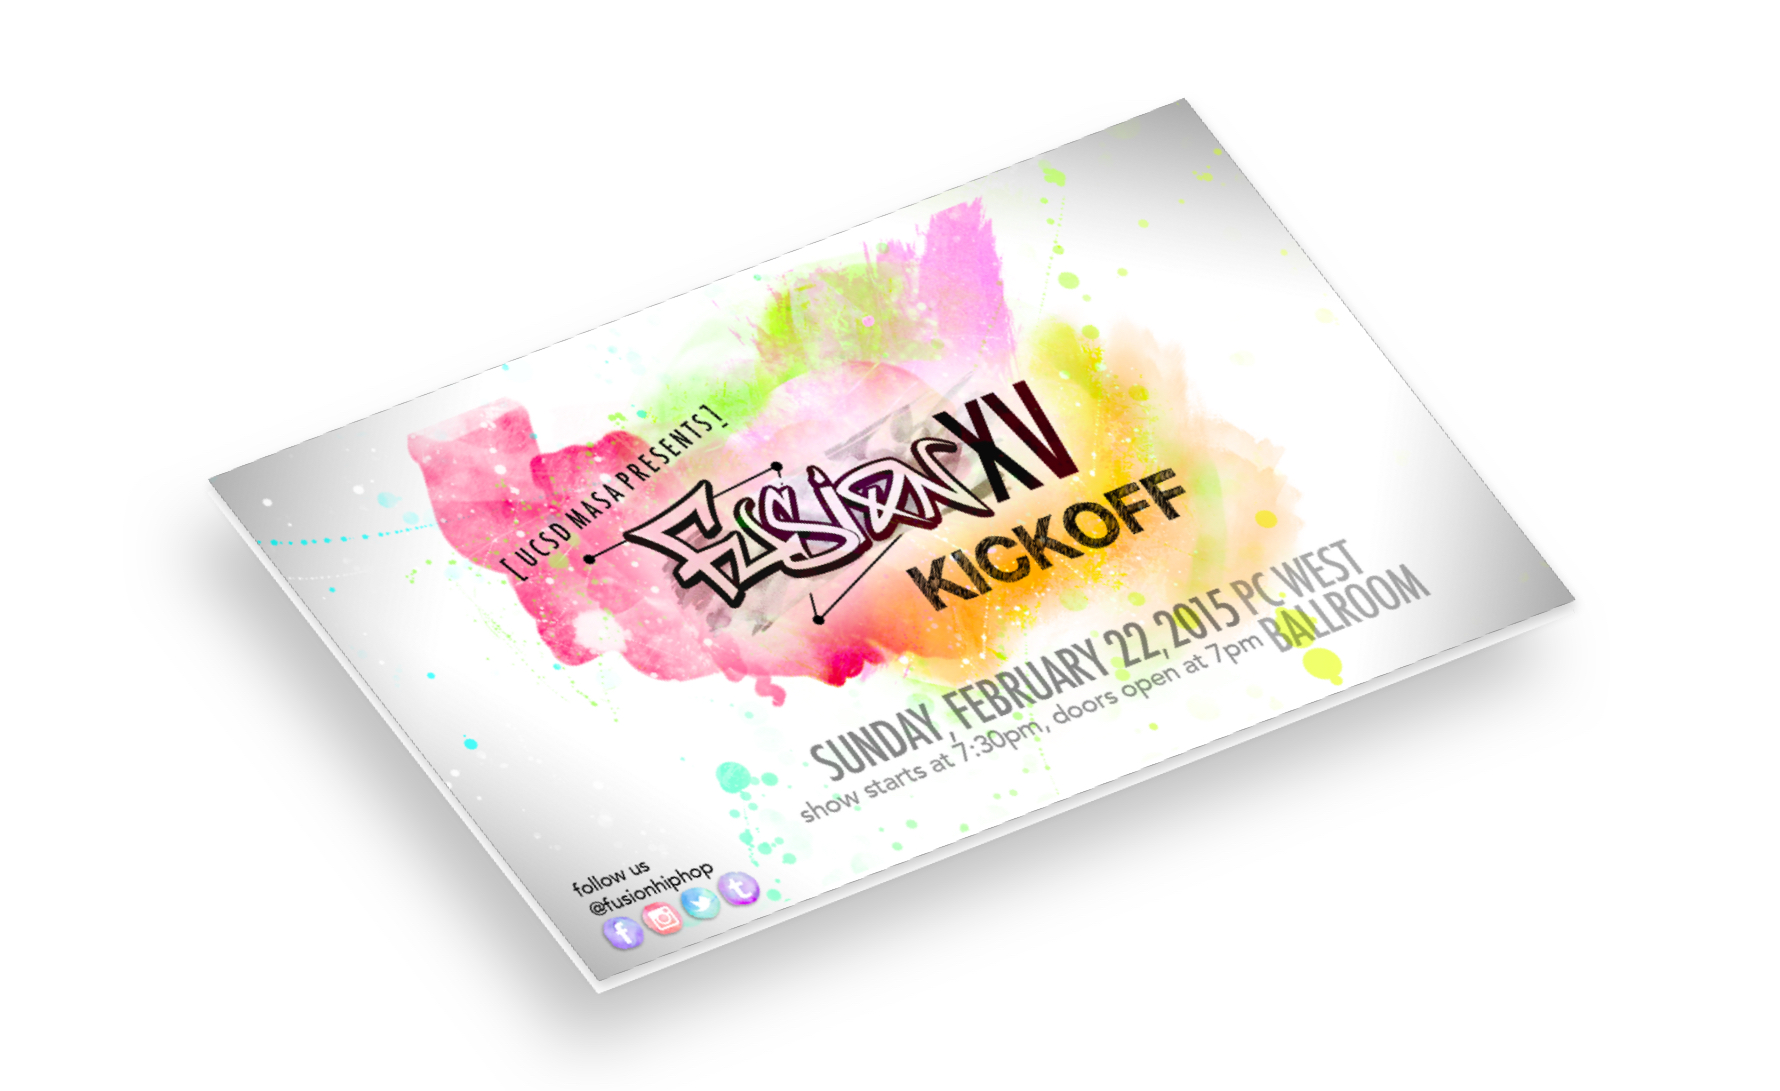 [ UCSD MASA PRESENTS ]
FUSION XV
KICKOFF
SUNDAY, FEBRUARY 22, 2015 PC WEST
BALLROOM
show starts at 7:30pm, doors open at 7pm
follow us
@fusionhiphop